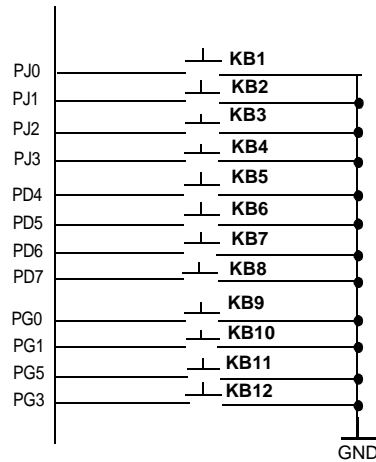 KB1
PJ0
KB2
PJ1
KB3
PJ2
KB4
PJ3
KB5
PD4
KB6
PD5
KB7
PD6
KB8
PD7
KB9
PG0
KB10
PG1
KB11
PG5
KB12
PG3
GND